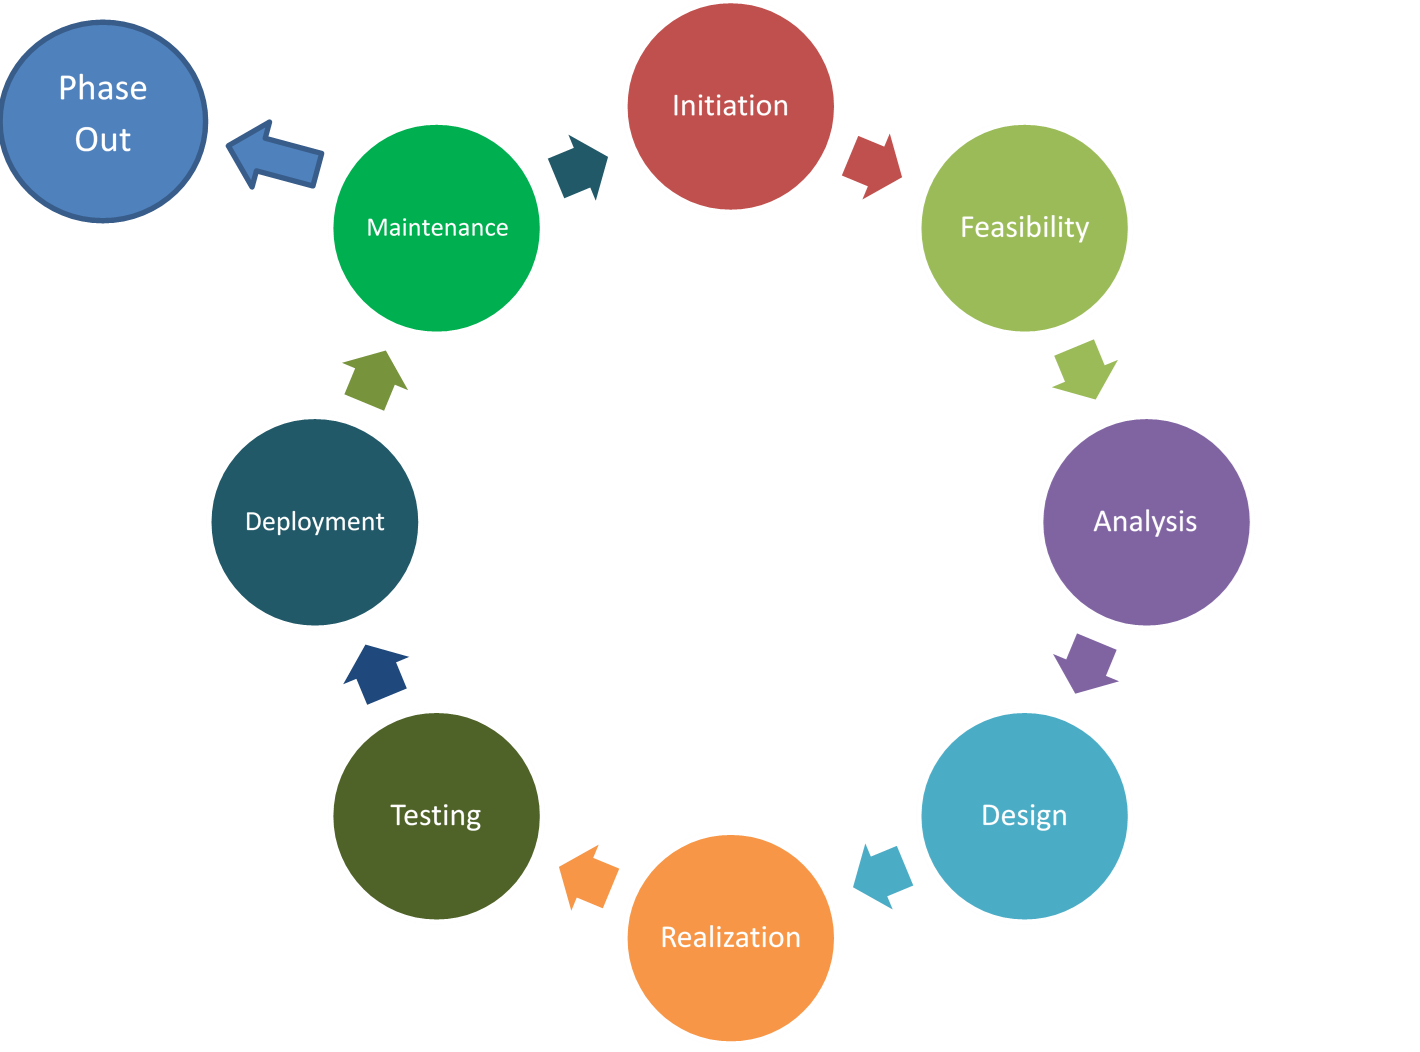 Phase
Out
Initiation
Maintenance
Feasibility
Deployment
Analysis
Testing
Design
Realization